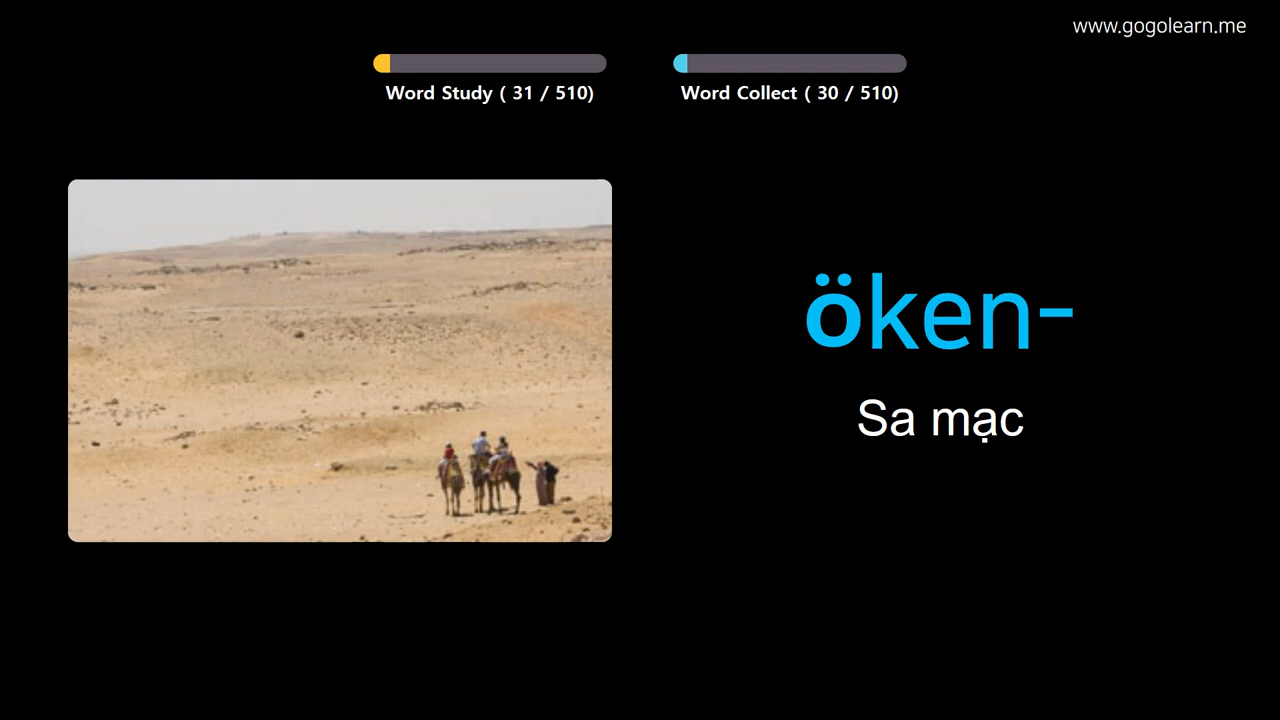 www.gogolearn.me
Word Study ( 31 / 510)
Word Collect ( 30 / 510)
öken-
Sa mạc